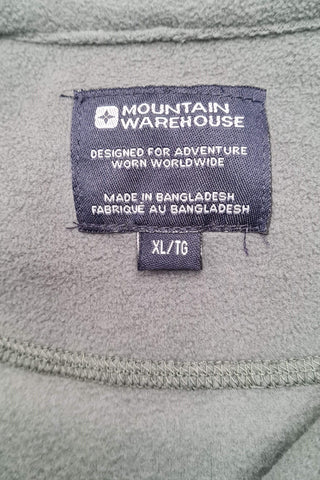 MOUNTAIN
WAREHOUSE
DESIGNED FOR ADVENTURE
WORN WORLDWIDE
MADE IN BANGLADESH
FABRIQUÉ AU BANGLADESH
XL/TG